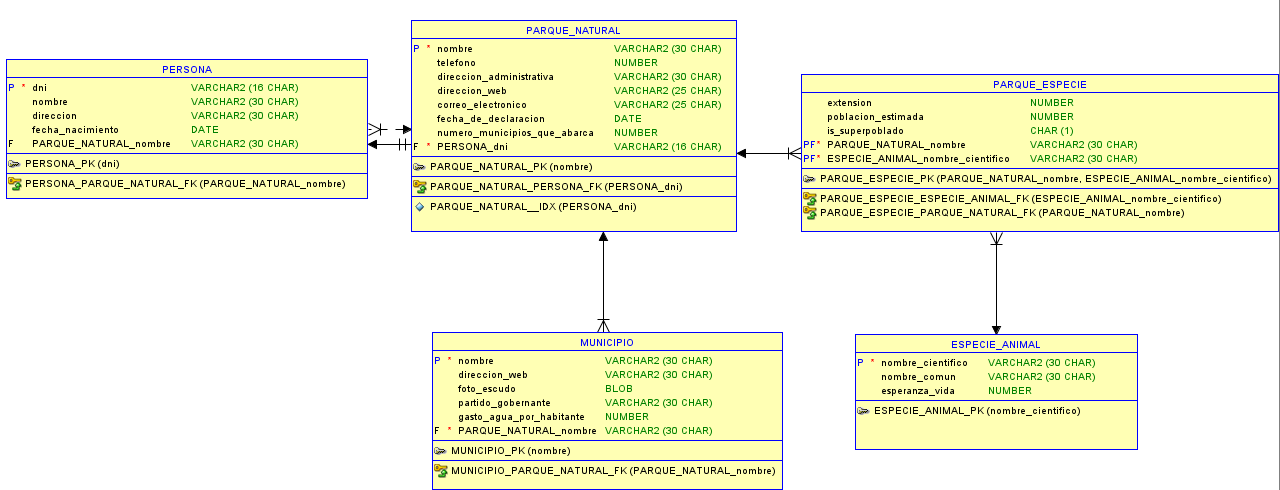 PERSONA
P * dni VARCHAR2 (16 CHAR)
nombre VARCHAR2 (30 CHAR)
direccion VARCHAR2 (30 CHAR)
fecha_nacimiento DATE
F PARQUE_NATURAL_nombre VARCHAR2 (30 CHAR)
PERSONA_PK (dni)
PERSONA_PARQUE_NATURAL_FK (PARQUE_NATURAL_nombre)
PARQUE_NATURAL
P * nombre VARCHAR2 (30 CHAR)
telefono NUMBER
direccion_administrativa VARCHAR2 (30 CHAR)
direccion_web VARCHAR2 (25 CHAR)
correo_electronico VARCHAR2 (25 CHAR)
fecha_de_declaracion DATE
numero_municipios_que_abarca NUMBER
F * PERSONA_dni VARCHAR2 (16 CHAR)
PARQUE_NATURAL_PK (nombre)
PARQUE_NATURAL_PERSONA_FK (PERSONA_dni)
PARQUE_NATURAL__IDX (PERSONA_dni)
PARQUE_ESPECIE
extension NUMBER
poblacion_estimada NUMBER
is_superpoblado CHAR (1)
PF* PARQUE_NATURAL_nombre VARCHAR2 (30 CHAR)
PF* ESPECIE_ANIMAL_nombre_cientifico VARCHAR2 (30 CHAR)
PARQUE_ESPECIE_PK (PARQUE_NATURAL_nombre, ESPECIE_ANIMAL_nombre_cientifico)
PARQUE_ESPECIE_ESPECIE_ANIMAL_FK (ESPECIE_ANIMAL_nombre_cientifico)
PARQUE_ESPECIE_PARQUE_NATURAL_FK (PARQUE_NATURAL_nombre)
MUNICIPIO
P * nombre VARCHAR2 (30 CHAR)
direccion_web VARCHAR2 (30 CHAR)
foto_escudo BLOB
partido_gobernante VARCHAR2 (30 CHAR)
gasto_agua_por_habitante NUMBER
F * PARQUE_NATURAL_nombre VARCHAR2 (30 CHAR)
MUNICIPIO_PK (nombre)
MUNICIPIO_PARQUE_NATURAL_FK (PARQUE_NATURAL_nombre)
ESPECIE_ANIMAL
P * nombre_cientifico VARCHAR2 (30 CHAR)
nombre_comun VARCHAR2 (30 CHAR)
esperanza_vida NUMBER
ESPECIE_ANIMAL_PK (nombre_cientifico)